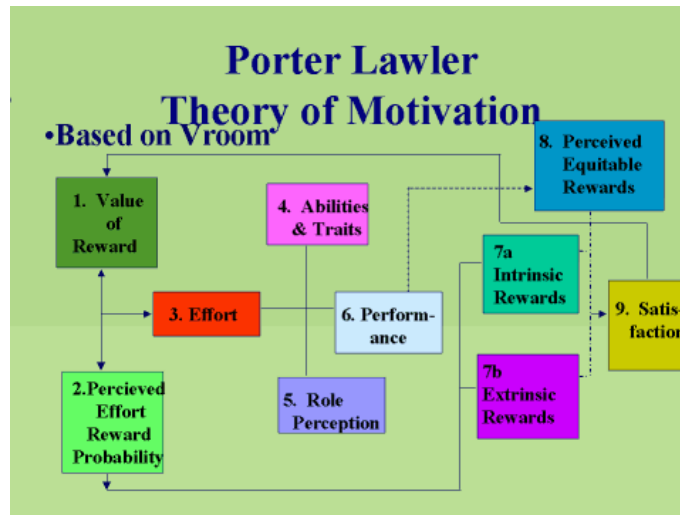 Porter Lawler
Theory of Motivation
•Based on Vroom
8. Perceived
Equitable
Rewards
1. Value
of
Reward
4. Abilities
& Traits
7a
Intrinsic
Rewards
3. Effort
6. Perform-
ance
9. Satis-
faction
2.Percieved
Effort
Reward
Probability
5. Role
Perception
7b
Extrinsic
Rewards